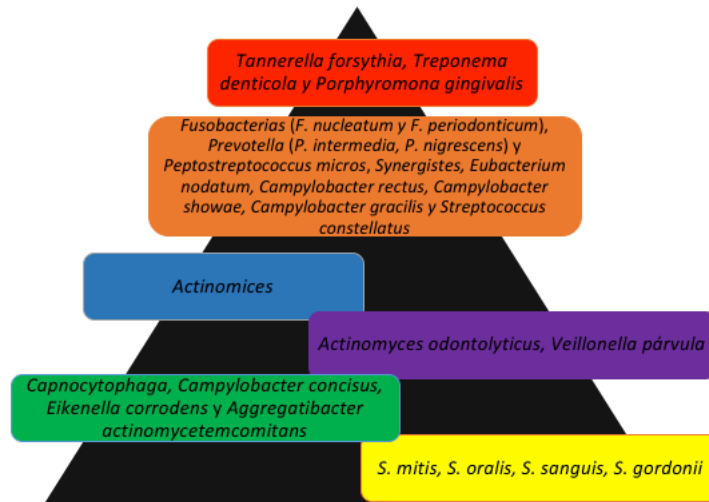 Tannerella forsythia, Treponema
denticola y Porphyromona gingivalis
Fusobacterias (F. nucleatum y F. periodonticum),
Prevotella (P. intermedia, P. nigrescens) y
Peptostreptococcus micros, Synergistes, Eubacterium
nodatum, Campylobacter rectus, Campylobacter
showae, Campylobacter gracilis y Streptococcus
constellatus
Actinomices
Actinomyces odontolyticus, Veillonella párvula
Capnocytophaga, Campylobacter concisus,
Eikenella corrodens y Aggregatibacter
actinomycetemcomitans
S. mitis, S. oralis, S. sanguis, S. gordonii